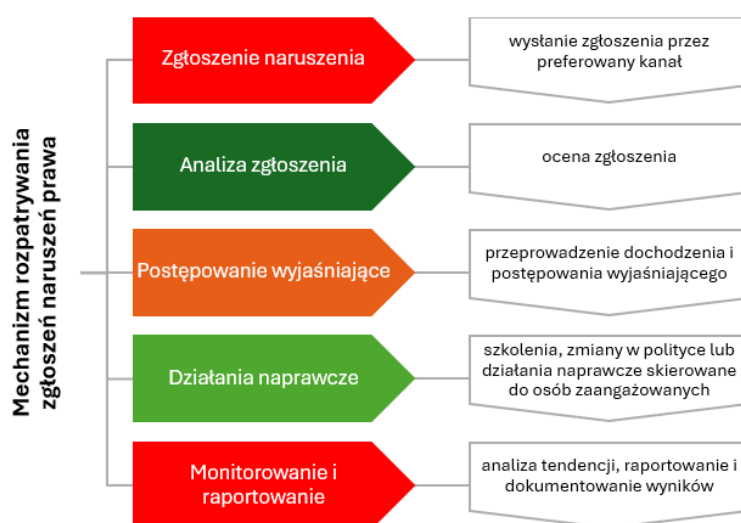 Mechanizm rozpatrywania
zgłoszeń naruszeń prawa
Zgłoszenie naruszenia
wysłanie zgłoszenia przez
preferowany kanał
Analiza zgłoszenia
ocena zgłoszenia
Postępowanie wyjaśniające
przeprowadzenie dochodzenia i
postępowania wyjaśniającego
Działania naprawcze
szkolenia, zmiany w polityce lub
działania naprawcze skierowane
do osób zaangażowanych
Monitorowanie i
raportowanie
analiza tendencji, raportowanie i
dokumentowanie wyników